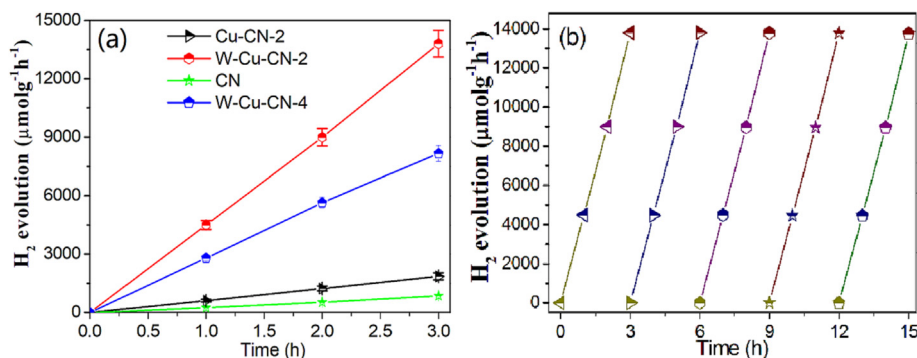 (a)
Cu-CN-2
W-Cu-CN-2
CN
W-Cu-CN-4
H₂ evolution (μmolg⁻¹h⁻¹)
15000
12000
9000
6000
3000
0
0.0 0.5 1.0 1.5 2.0 2.5 3.0
Time (h)
(b)
H₂ evolution (μmolg⁻¹h⁻¹)
14000
12000
10000
8000
6000
4000
2000
0
0 3 6 9 12 15
Time (h)